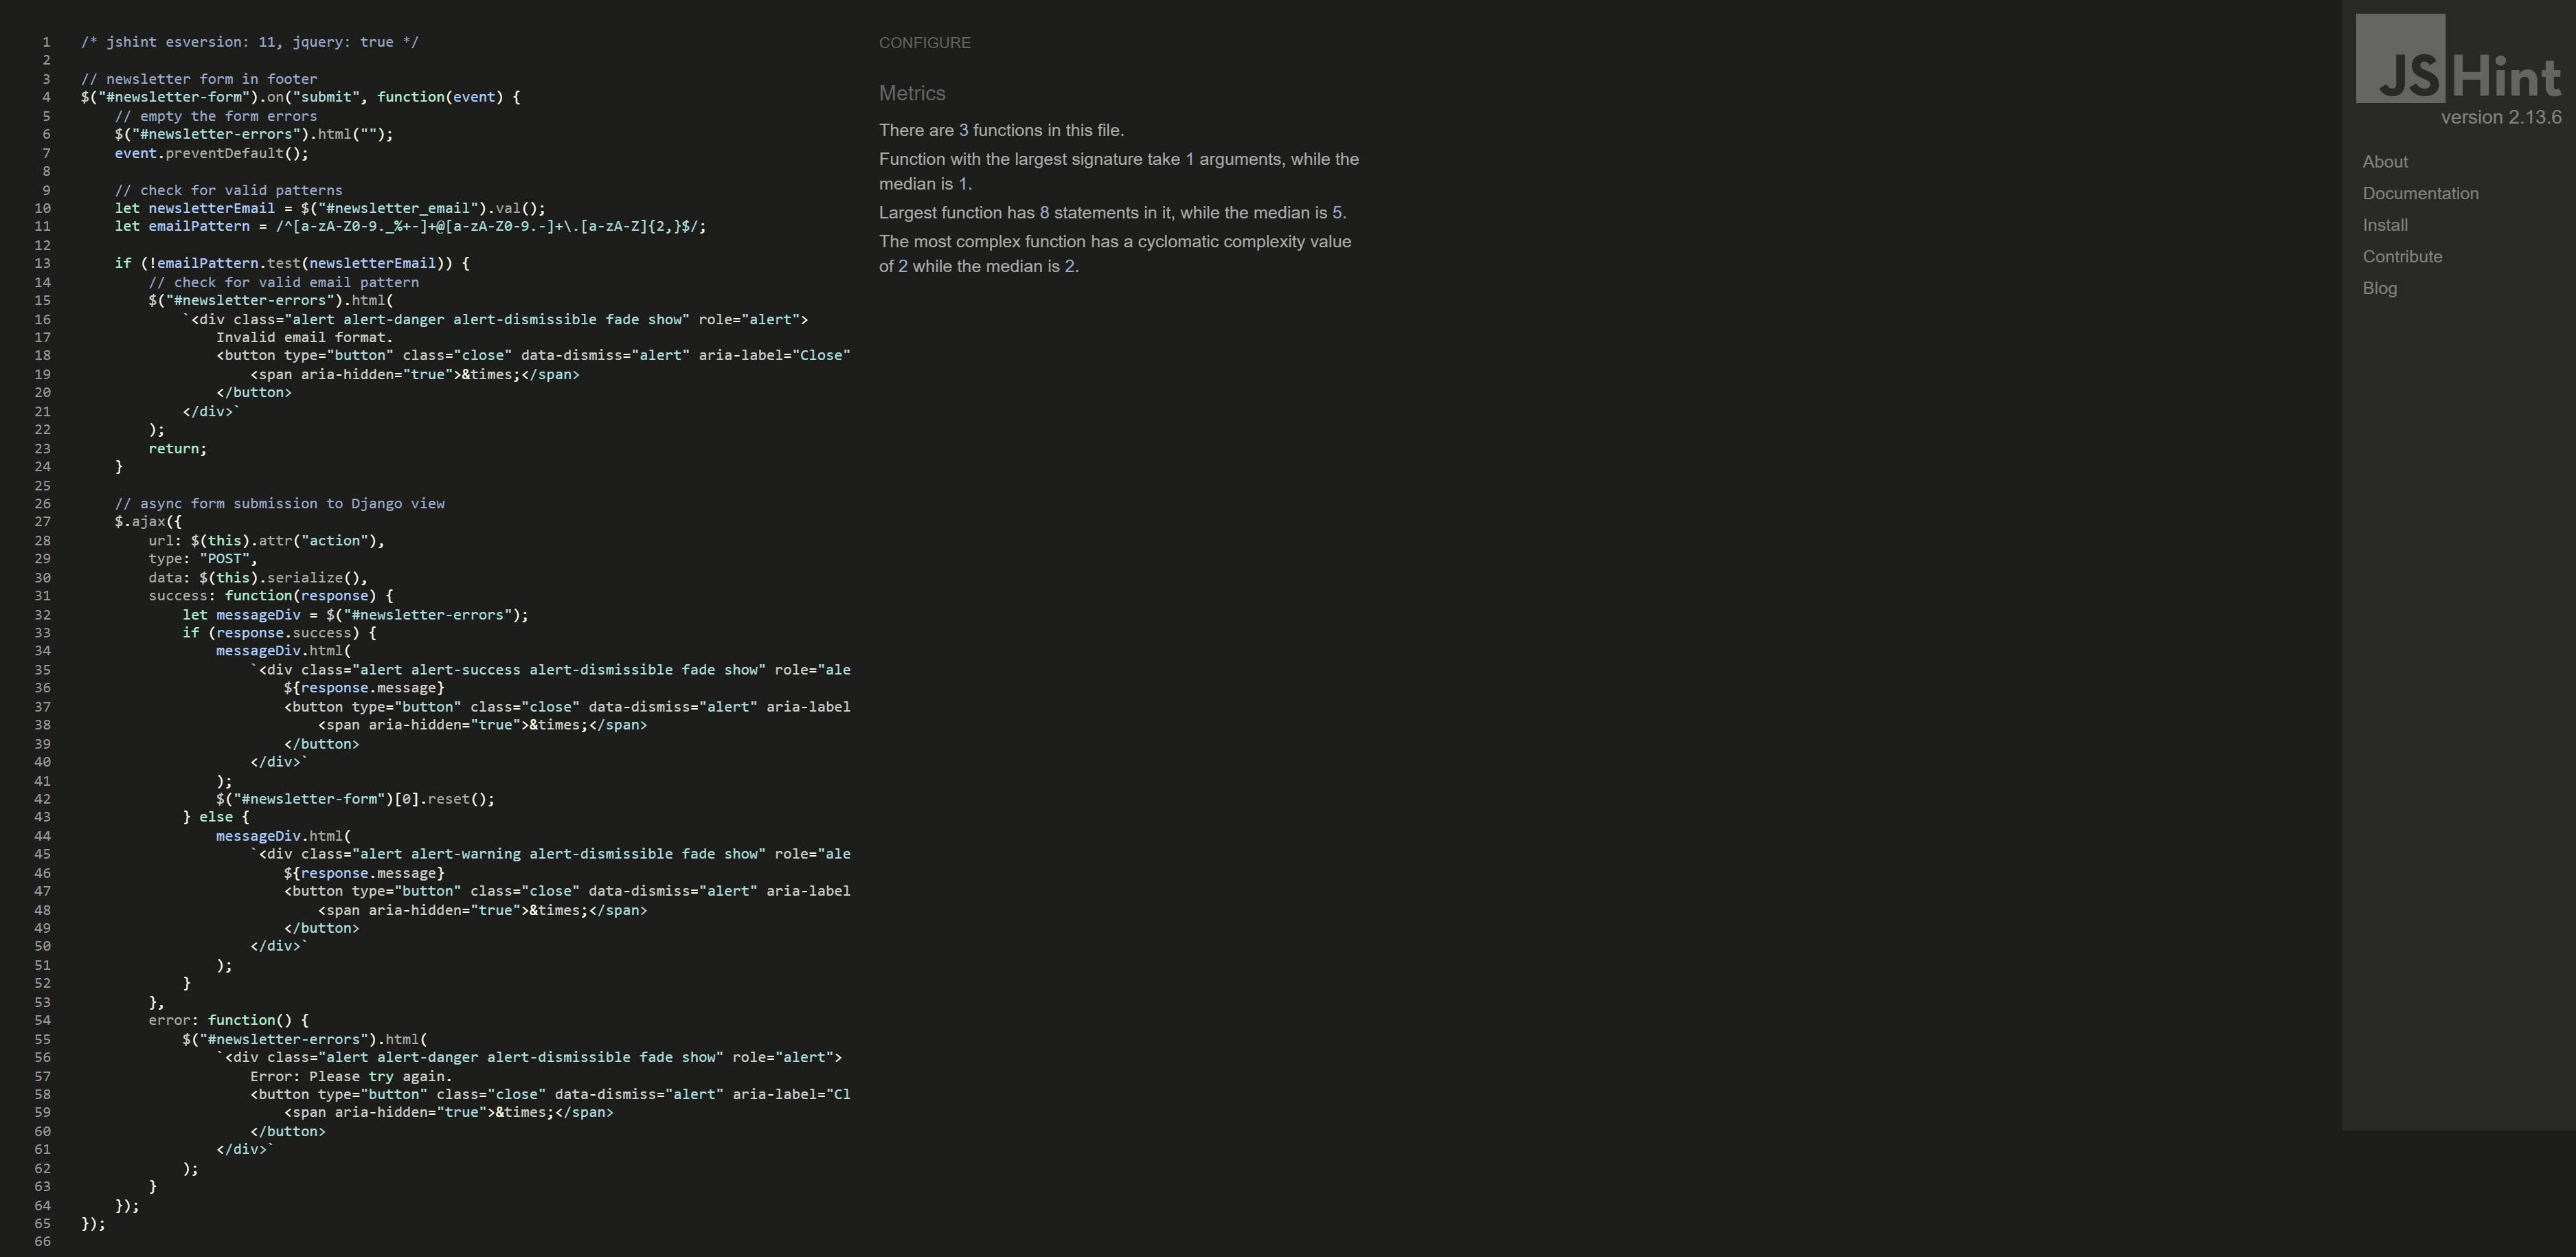 1 /* jshint esversion: 11, jquery: true */
2
3 // newsletter form in footer
4 $("#newsletter-form").on("submit", function(event) {
5     // empty the form errors
6     $("#newsletter-errors").html("");
7     event.preventDefault();
8
9     // check for valid patterns
10     let newsletterEmail = $("#newsletter_email").val();
11     let emailPattern = /^[a-zA-Z0-9._%+-]+@[a-zA-Z0-9.-]+\.[a-zA-Z]{2,}$/;
12
13     if (!emailPattern.test(newsletterEmail)) {
14         // check for valid email pattern
15         $("#newsletter-errors").html(
16             `<div class="alert alert-danger alert-dismissible fade show" role="alert">
17                 Invalid email format.
18                 <button type="button" class="close" data-dismiss="alert" aria-label="Close"
19                     <span aria-hidden="true">&times;</span>
20                 </button>
21             </div>`
22         );
23         return;
24     }
25
26     // async form submission to Django view
27     $.ajax({
28         url: $(this).attr("action"),
29         type: "POST",
30         data: $(this).serialize(),
31         success: function(response) {
32             let messageDiv = $("#newsletter-errors");
33             if (response.success) {
34                 messageDiv.html(
35                     `<div class="alert alert-success alert-dismissible fade show" role="ale
36                         ${response.message}
37                         <button type="button" class="close" data-dismiss="alert" aria-label
38                             <span aria-hidden="true">&times;</span>
39                         </button>
40                     </div>`
41                 );
42                 $("#newsletter-form")[0].reset();
43             } else {
44                 messageDiv.html(
45                     `<div class="alert alert-warning alert-dismissible fade show" role="ale
46                         ${response.message}
47                         <button type="button" class="close" data-dismiss="alert" aria-label
48                             <span aria-hidden="true">&times;</span>
49                         </button>
50                     </div>`
51                 );
52             }
53         },
54         error: function() {
55             $("#newsletter-errors").html(
56                 `<div class="alert alert-danger alert-dismissible fade show" role="alert">
57                     Error: Please try again.
58                     <button type="button" class="close" data-dismiss="alert" aria-label="Cl
59                         <span aria-hidden="true">&times;</span>
60                     </button>
61                 </div>`
62             );
63         }
64     });
65 });
66
CONFIGURE
Metrics
There are 3 functions in this file.
Function with the largest signature take 1 arguments, while the
median is 1.
Largest function has 8 statements in it, while the median is 5.
The most complex function has a cyclomatic complexity value
of 2 while the median is 2.
JSHint
version 2.13.6
About
Documentation
Install
Contribute
Blog